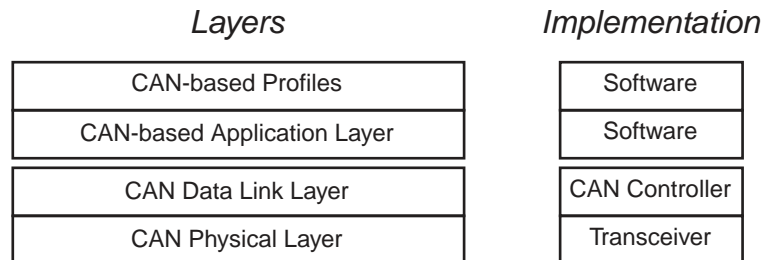 Layers Implementation
CAN-based Profiles Software
CAN-based Application Layer Software
CAN Data Link Layer CAN Controller
CAN Physical Layer Transceiver